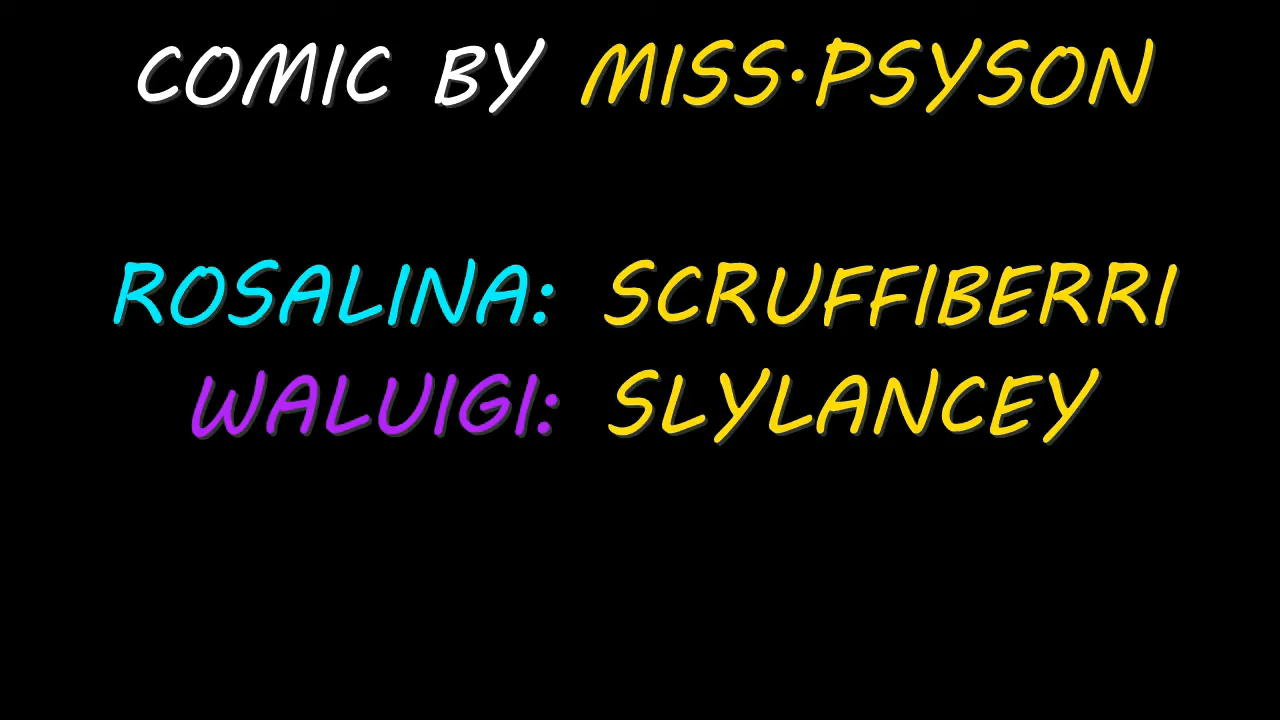 COMIC BY MISS•PSYSON
ROSALINA: SCRUFFIBERRI
WALUIGI: SLYLANCEY